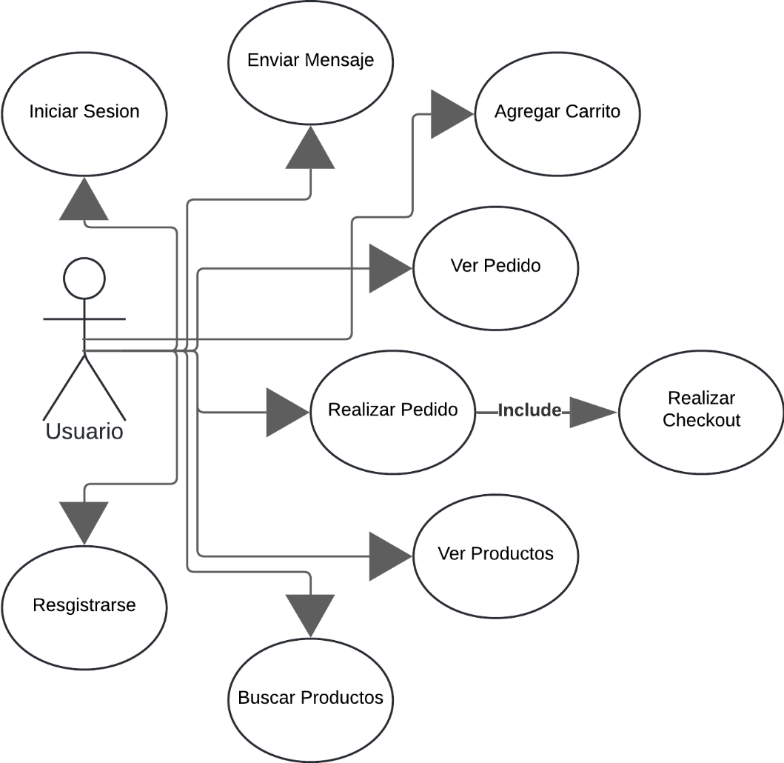 Enviar Mensaje
Iniciar Sesion
Agregar Carrito
Ver Pedido
Realizar Pedido
Include
Realizar
Checkout
Usuario
Ver Productos
Resgistrarse
Buscar Productos